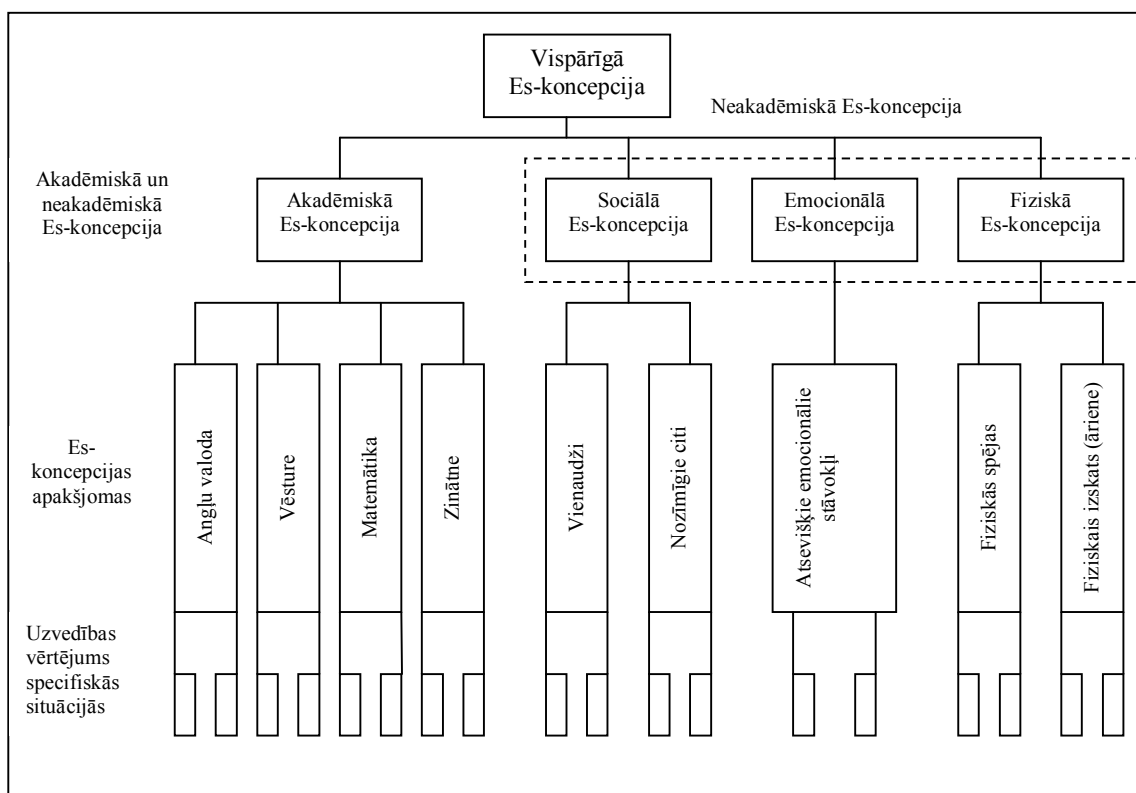 Vispārīgā
Es-koncepcija
Neakadēmiskā Es-koncepcija
Akadēmiskā un
neakadēmiskā
Es-koncepcija
Akadēmiskā
Es-koncepcija
Sociālā
Es-koncepcija
Emocionālā
Es-koncepcija
Fiziskā
Es-koncepcija
Es-
koncepcijas
apakšjomas
Angļu valoda
Vēsture
Matemātika
Zinātne
Vienaudži
Nozīmīgie citi
Atsevišķie emocionālie
stāvokļi
Fiziskās spējas
Fiziskais izskats (āriene)
Uzvedības
vērtējums
specifiskās
situācijās